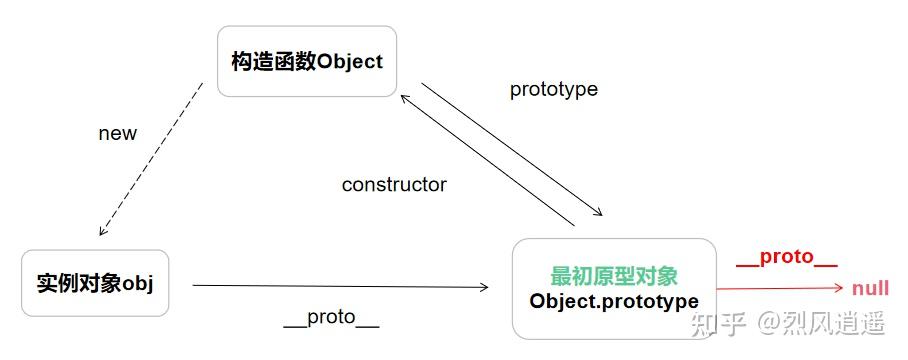 构造函数Object
prototype
new
constructor
实例对象obj
__proto__
最初原型对象
Object.prototype
__proto__
null
知乎 @烈风逍遥